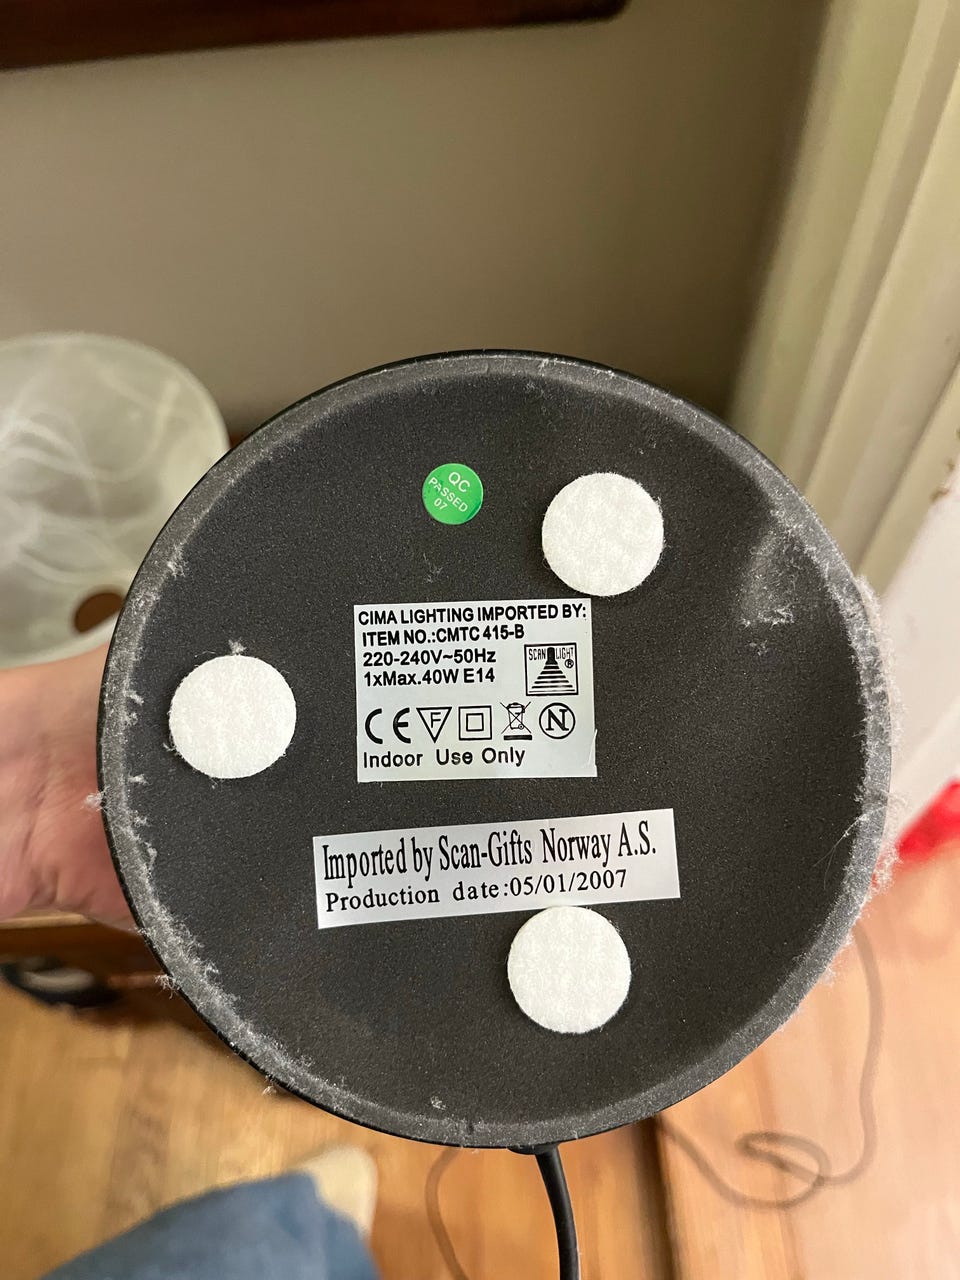 QC
PASSED
07
CIMA LIGHTING IMPORTED BY:
ITEM NO.:CMTC 415-B
220-240V~50Hz
1xMax.40W E14
SCAN LIGHT ®
CE F N
Indoor Use Only
Imported by Scan-Gifts Norway A.S.
Production date:05/01/2007